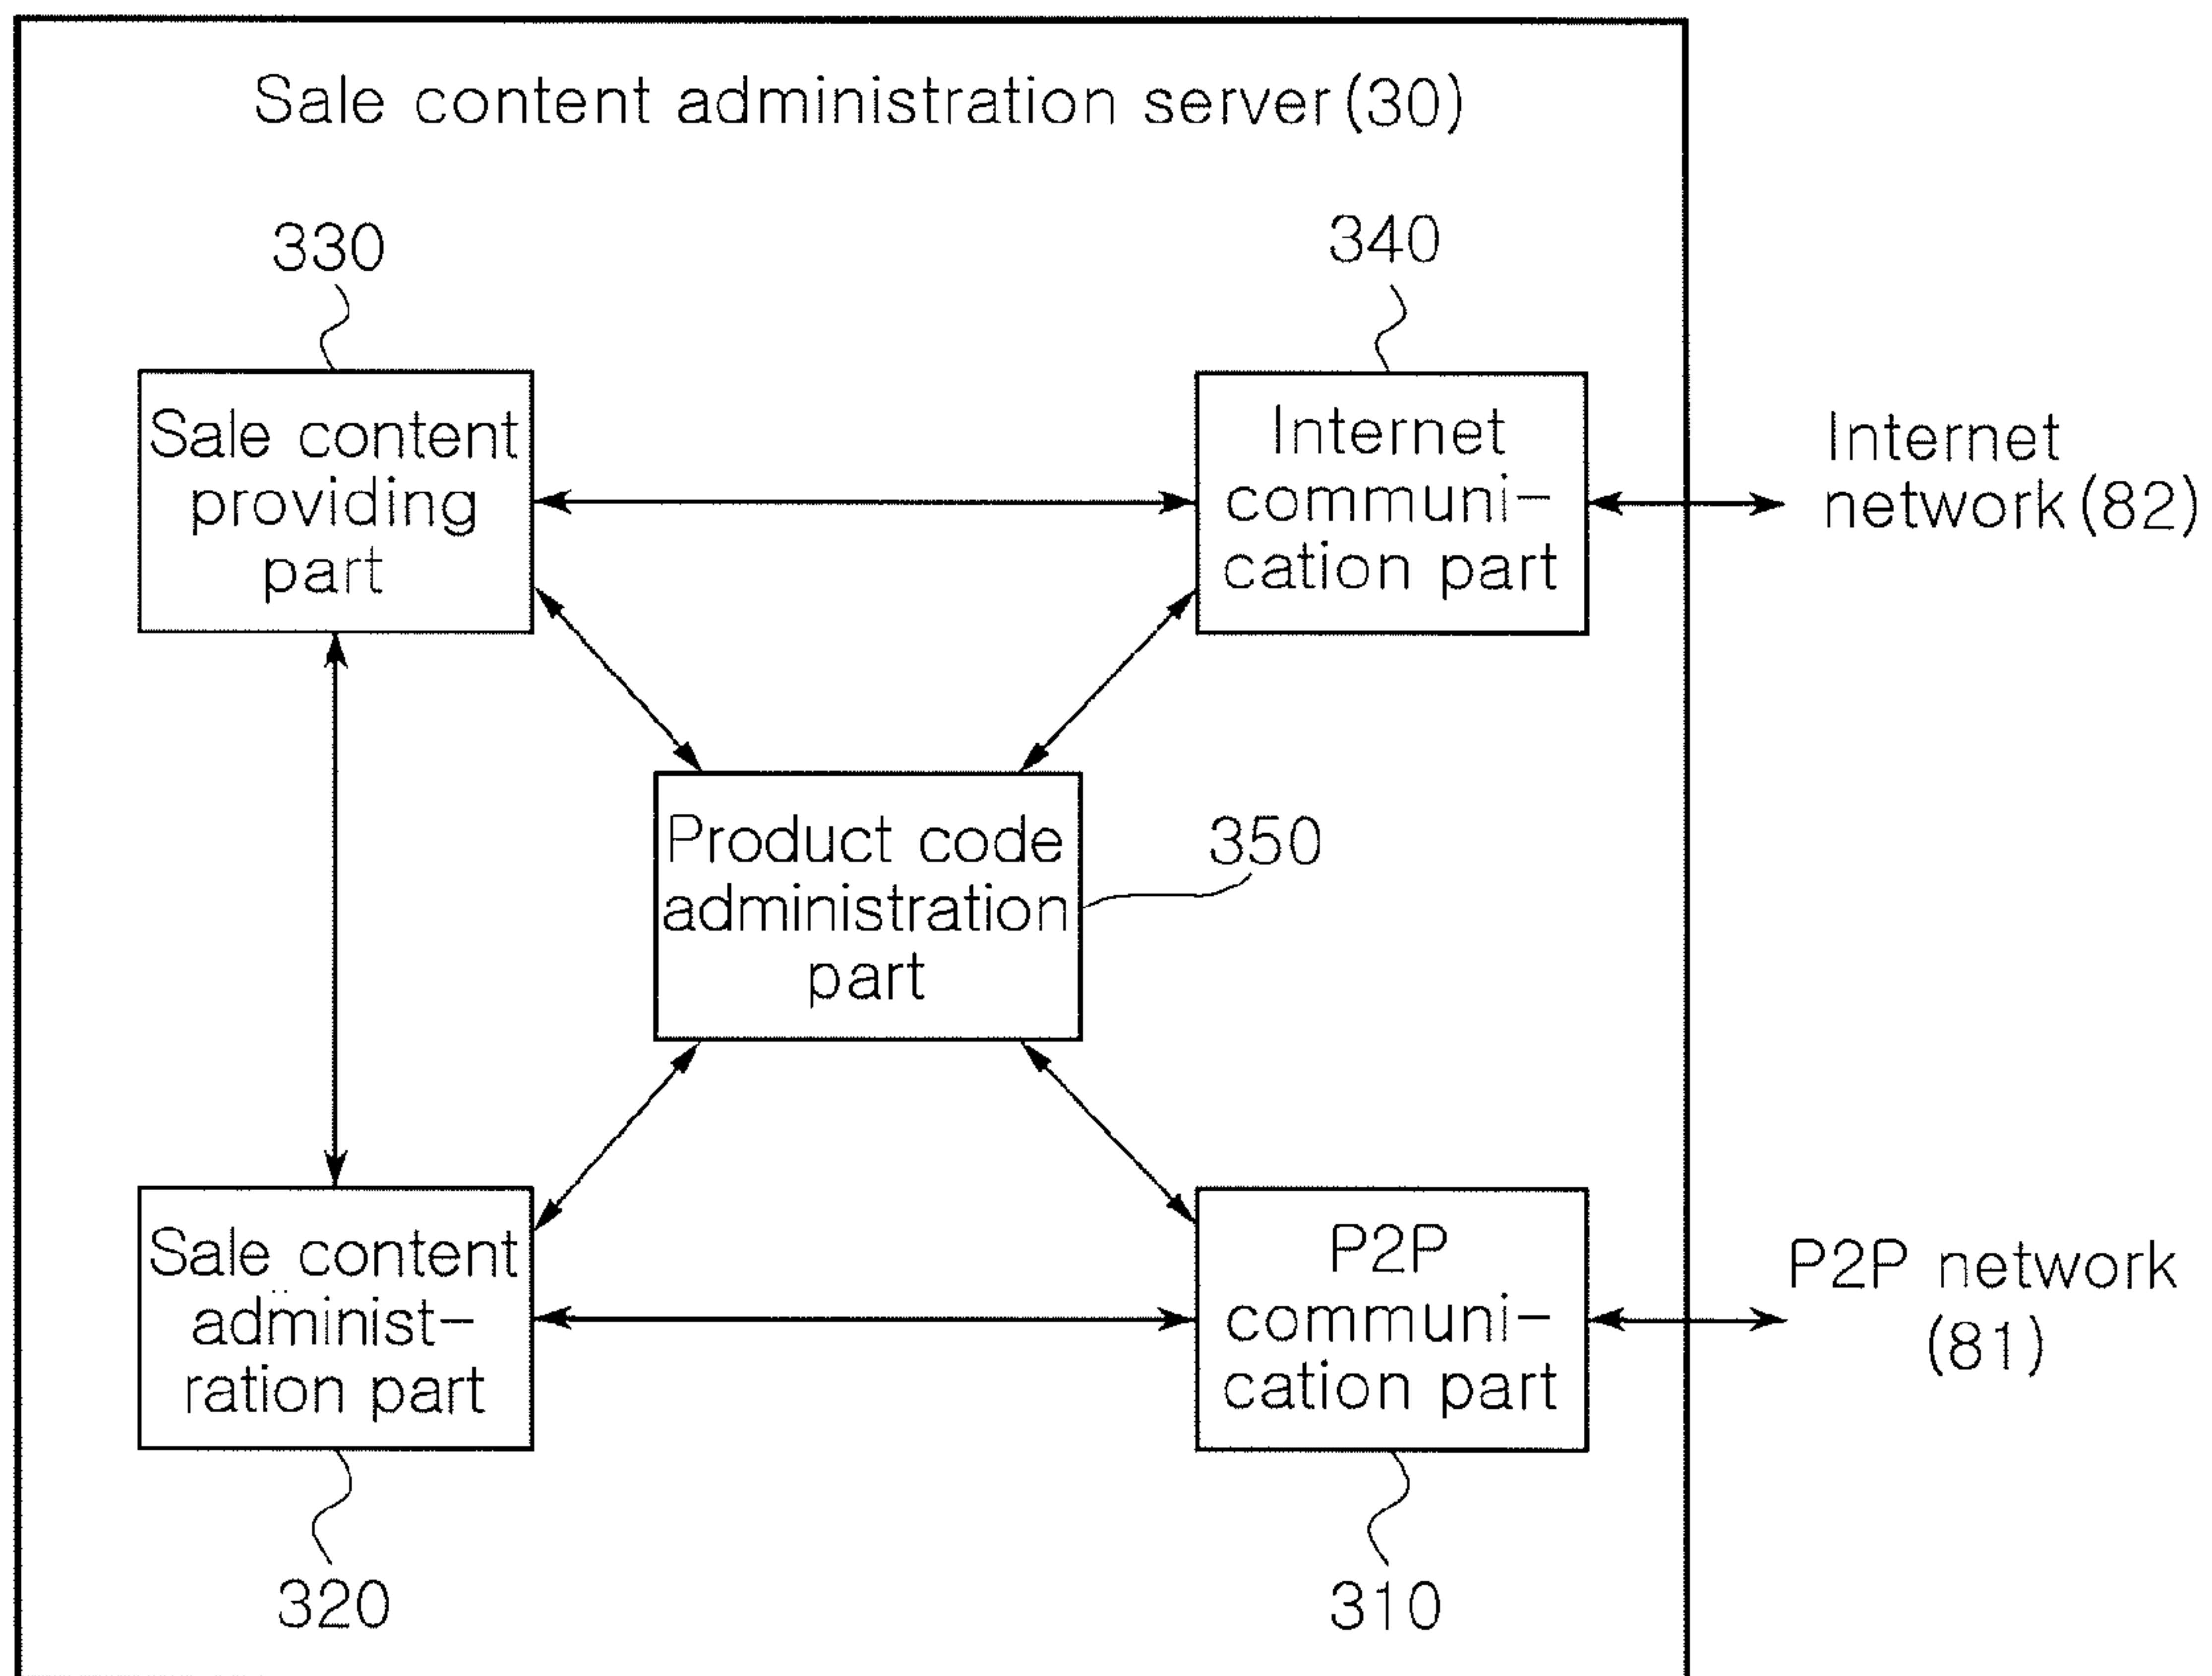 Sale content administration server(30)
330
340
Sale content
providing
part
Internet
communi-
cation part
Internet
network(82)
Product code
administration
part
350
Sale content
administ-
ration part
P2P
communi-
cation part
P2P network
(81)
320
310